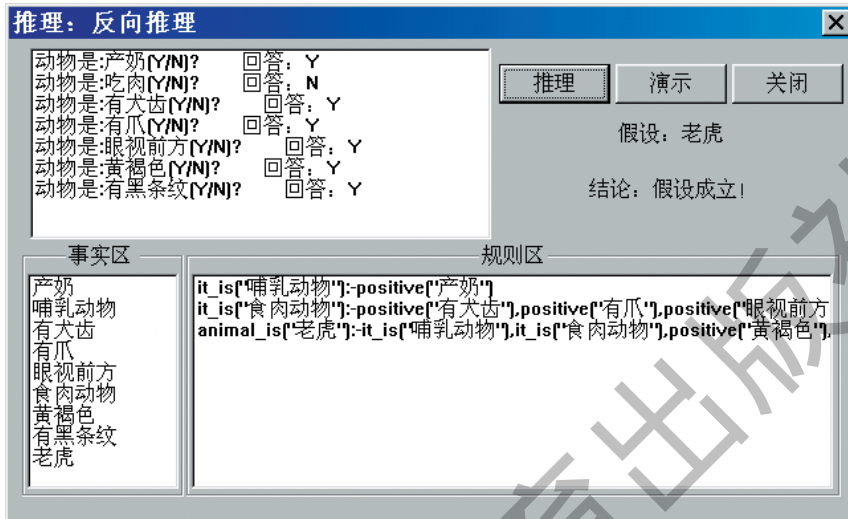 推理：反向推理
动物是:产奶(Y/N)? 回答：Y
动物是:吃肉(Y/N)? 回答：N
动物是:有犬齿(Y/N)? 回答：Y
动物是:有爪(Y/N)? 回答：Y
动物是:眼视前方(Y/N)? 回答：Y
动物是:黄褐色(Y/N)? 回答：Y
动物是:有黑条纹(Y/N)? 回答：Y
推理 演示 关闭
假设：老虎
结论：假设成立!
事实区
产奶
哺乳动物
有犬齿
有爪
眼视前方
食肉动物
黄褐色
有黑条纹
老虎
规则区
it_is("哺乳动物"):-positive("产奶")
it_is("食肉动物"):-positive("有犬齿"),positive("有爪"),positive("眼视前方
animal_is("老虎"):-it_is("哺乳动物"),it_is("食肉动物"),positive("黄褐色"),
育出版社